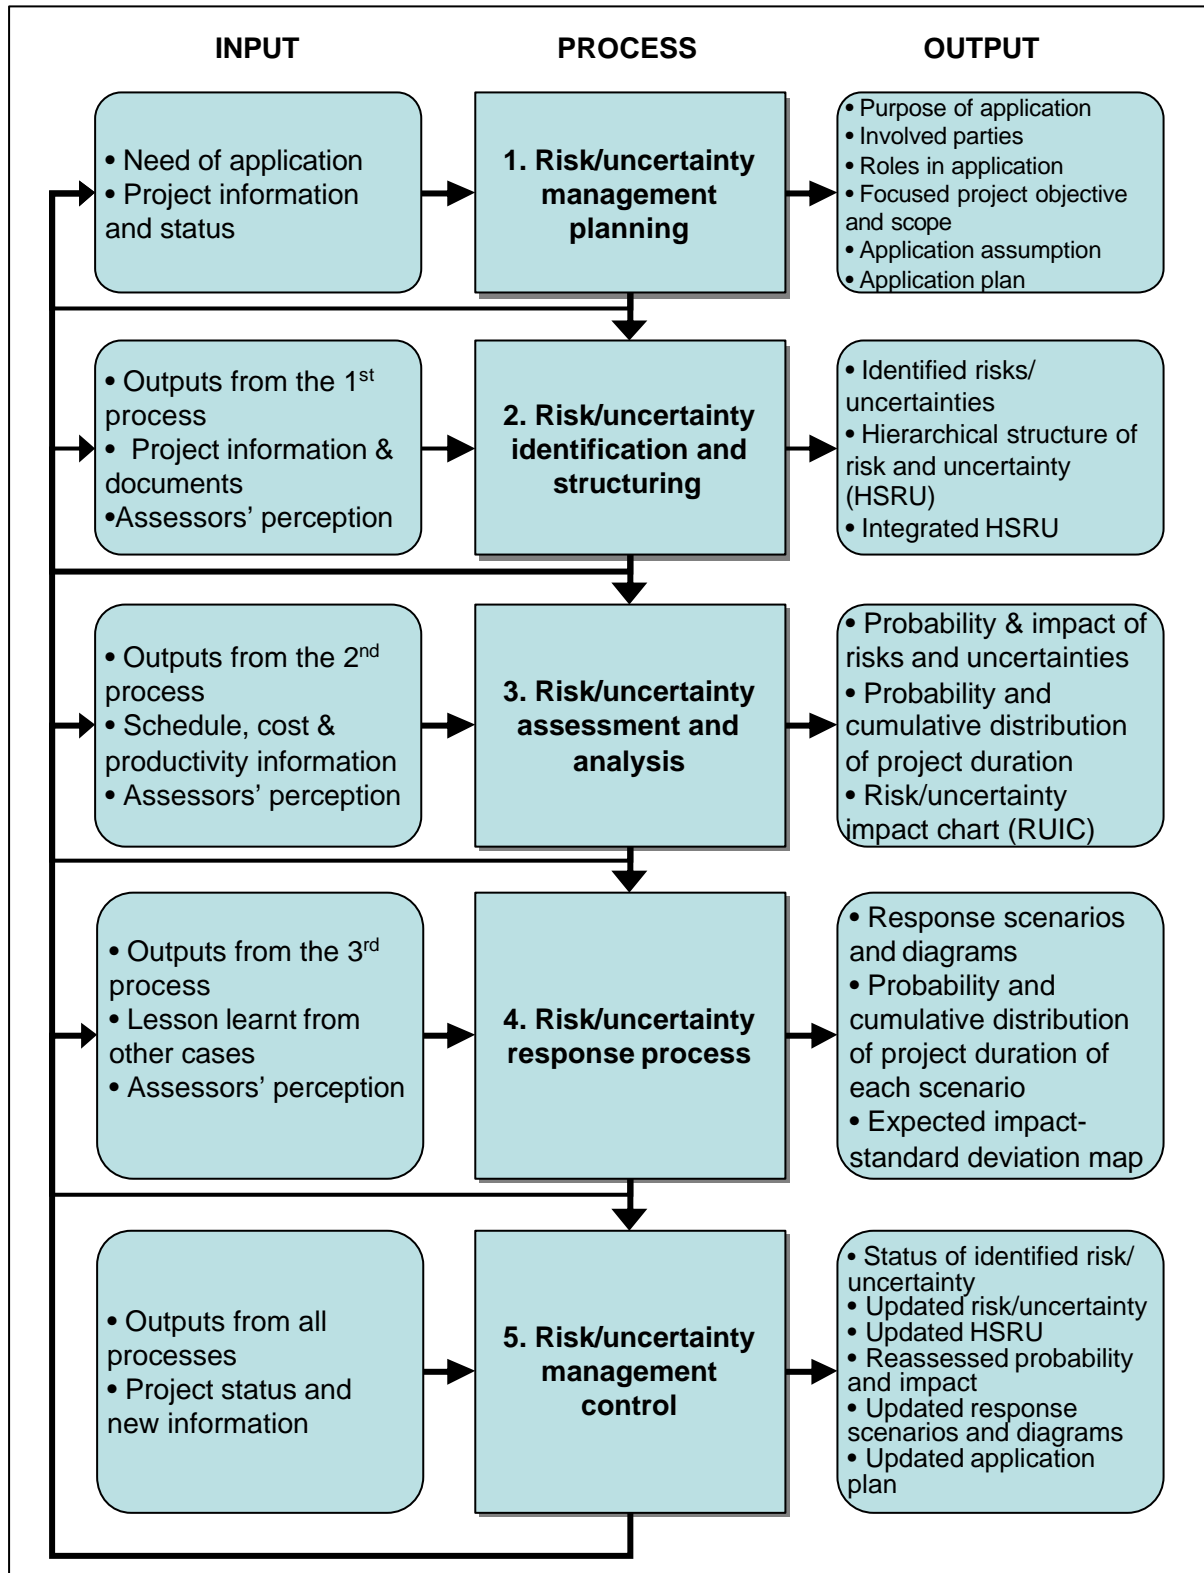 INPUT
PROCESS
OUTPUT
• Need of application
• Project information
and status
1. Risk/uncertainty
management
planning
• Purpose of application
• Involved parties
• Roles in application
• Focused project objective
and scope
• Application assumption
• Application plan
• Outputs from the 1st
process
• Project information &
documents
•Assessors’ perception
2. Risk/uncertainty
identification and
structuring
• Identified risks/
uncertainties
• Hierarchical structure of
risk and uncertainty
(HSRU)
• Integrated HSRU
• Outputs from the 2nd
process
• Schedule, cost &
productivity information
• Assessors’ perception
3. Risk/uncertainty
assessment and
analysis
• Probability & impact of
risks and uncertainties
• Probability and
cumulative distribution
of project duration
• Risk/uncertainty
impact chart (RUIC)
• Outputs from the 3rd
process
• Lesson learnt from
other cases
• Assessors’ perception
4. Risk/uncertainty
response process
• Response scenarios
and diagrams
• Probability and
cumulative distribution
of project duration of
each scenario
• Expected impact-
standard deviation map
• Outputs from all
processes
• Project status and
new information
5. Risk/uncertainty
management
control
• Status of identified risk/
uncertainty
• Updated risk/uncertainty
• Updated HSRU
• Reassessed probability
and impact
• Updated response
scenarios and diagrams
• Updated application
plan